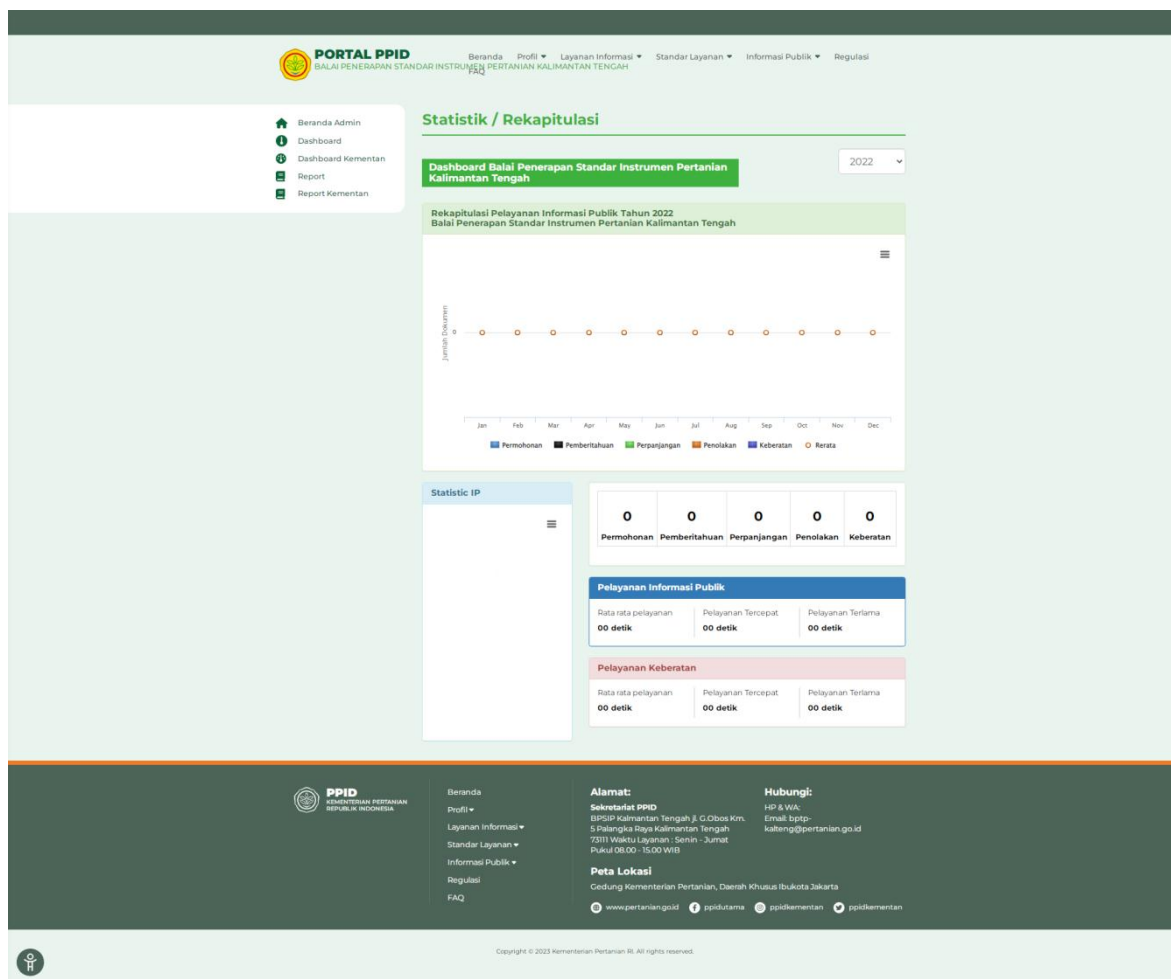 PORTAL PPID
BALAI PENERAPAN STANDAR INSTRUMEN PERTANIAN KALIMANTAN TENGAH
Beranda Profil Layanan Informasi Standar Layanan Informasi Publik Regulasi
FAQ
Beranda Admin
Dashboard
Dashboard Kementan
Report
Report Kementan
Statistik / Rekapitulasi
2022
Dashboard Balai Penerapan Standar Instrumen Pertanian
Kalimantan Tengah
Rekapitulasi Pelayanan Informasi Publik Tahun 2022
Balai Penerapan Standar Instrumen Pertanian Kalimantan Tengah
Jumlah Dokumen
0
Jan Feb Mar Apr May Jun Jul Aug Sep Oct Nov Dec
Permohonan Pemberitahuan Perpanjangan Penolakan Keberatan Rerata
Statistic IP
0 0 0 0 0
Permohonan Pemberitahuan Perpanjangan Penolakan Keberatan
Pelayanan Informasi Publik
Rata rata pelayanan Pelayanan Tercepat Pelayanan Terlama
00 detik 00 detik 00 detik
Pelayanan Keberatan
Rata rata pelayanan Pelayanan Tercepat Pelayanan Terlama
00 detik 00 detik 00 detik
PPID
KEMENTERIAN PERTANIAN
REPUBLIK INDONESIA
Beranda
Profil
Layanan Informasi
Standar Layanan
Informasi Publik
Regulasi
FAQ
Alamat:
Sekretariat PPID
BPSIP Kalmantan Tengah jl. G.Obos Km.
5 Palangka Raya Kalimantan Tengah
73111 Waktu Layanan : Senin - Jumat
Pukul 08.00 - 15.00 WIB
Hubungi:
HP & WA:
Email: bptp-
kalteng@pertanian.go.id
Peta Lokasi
Gedung Kementerian Pertanian, Daerah Khusus Ibukota Jakarta
www.pertanian.go.id ppidutama ppidkementan ppidkementan
Copyright © 2023 Kementerian Pertanian RI. All rights reserved.